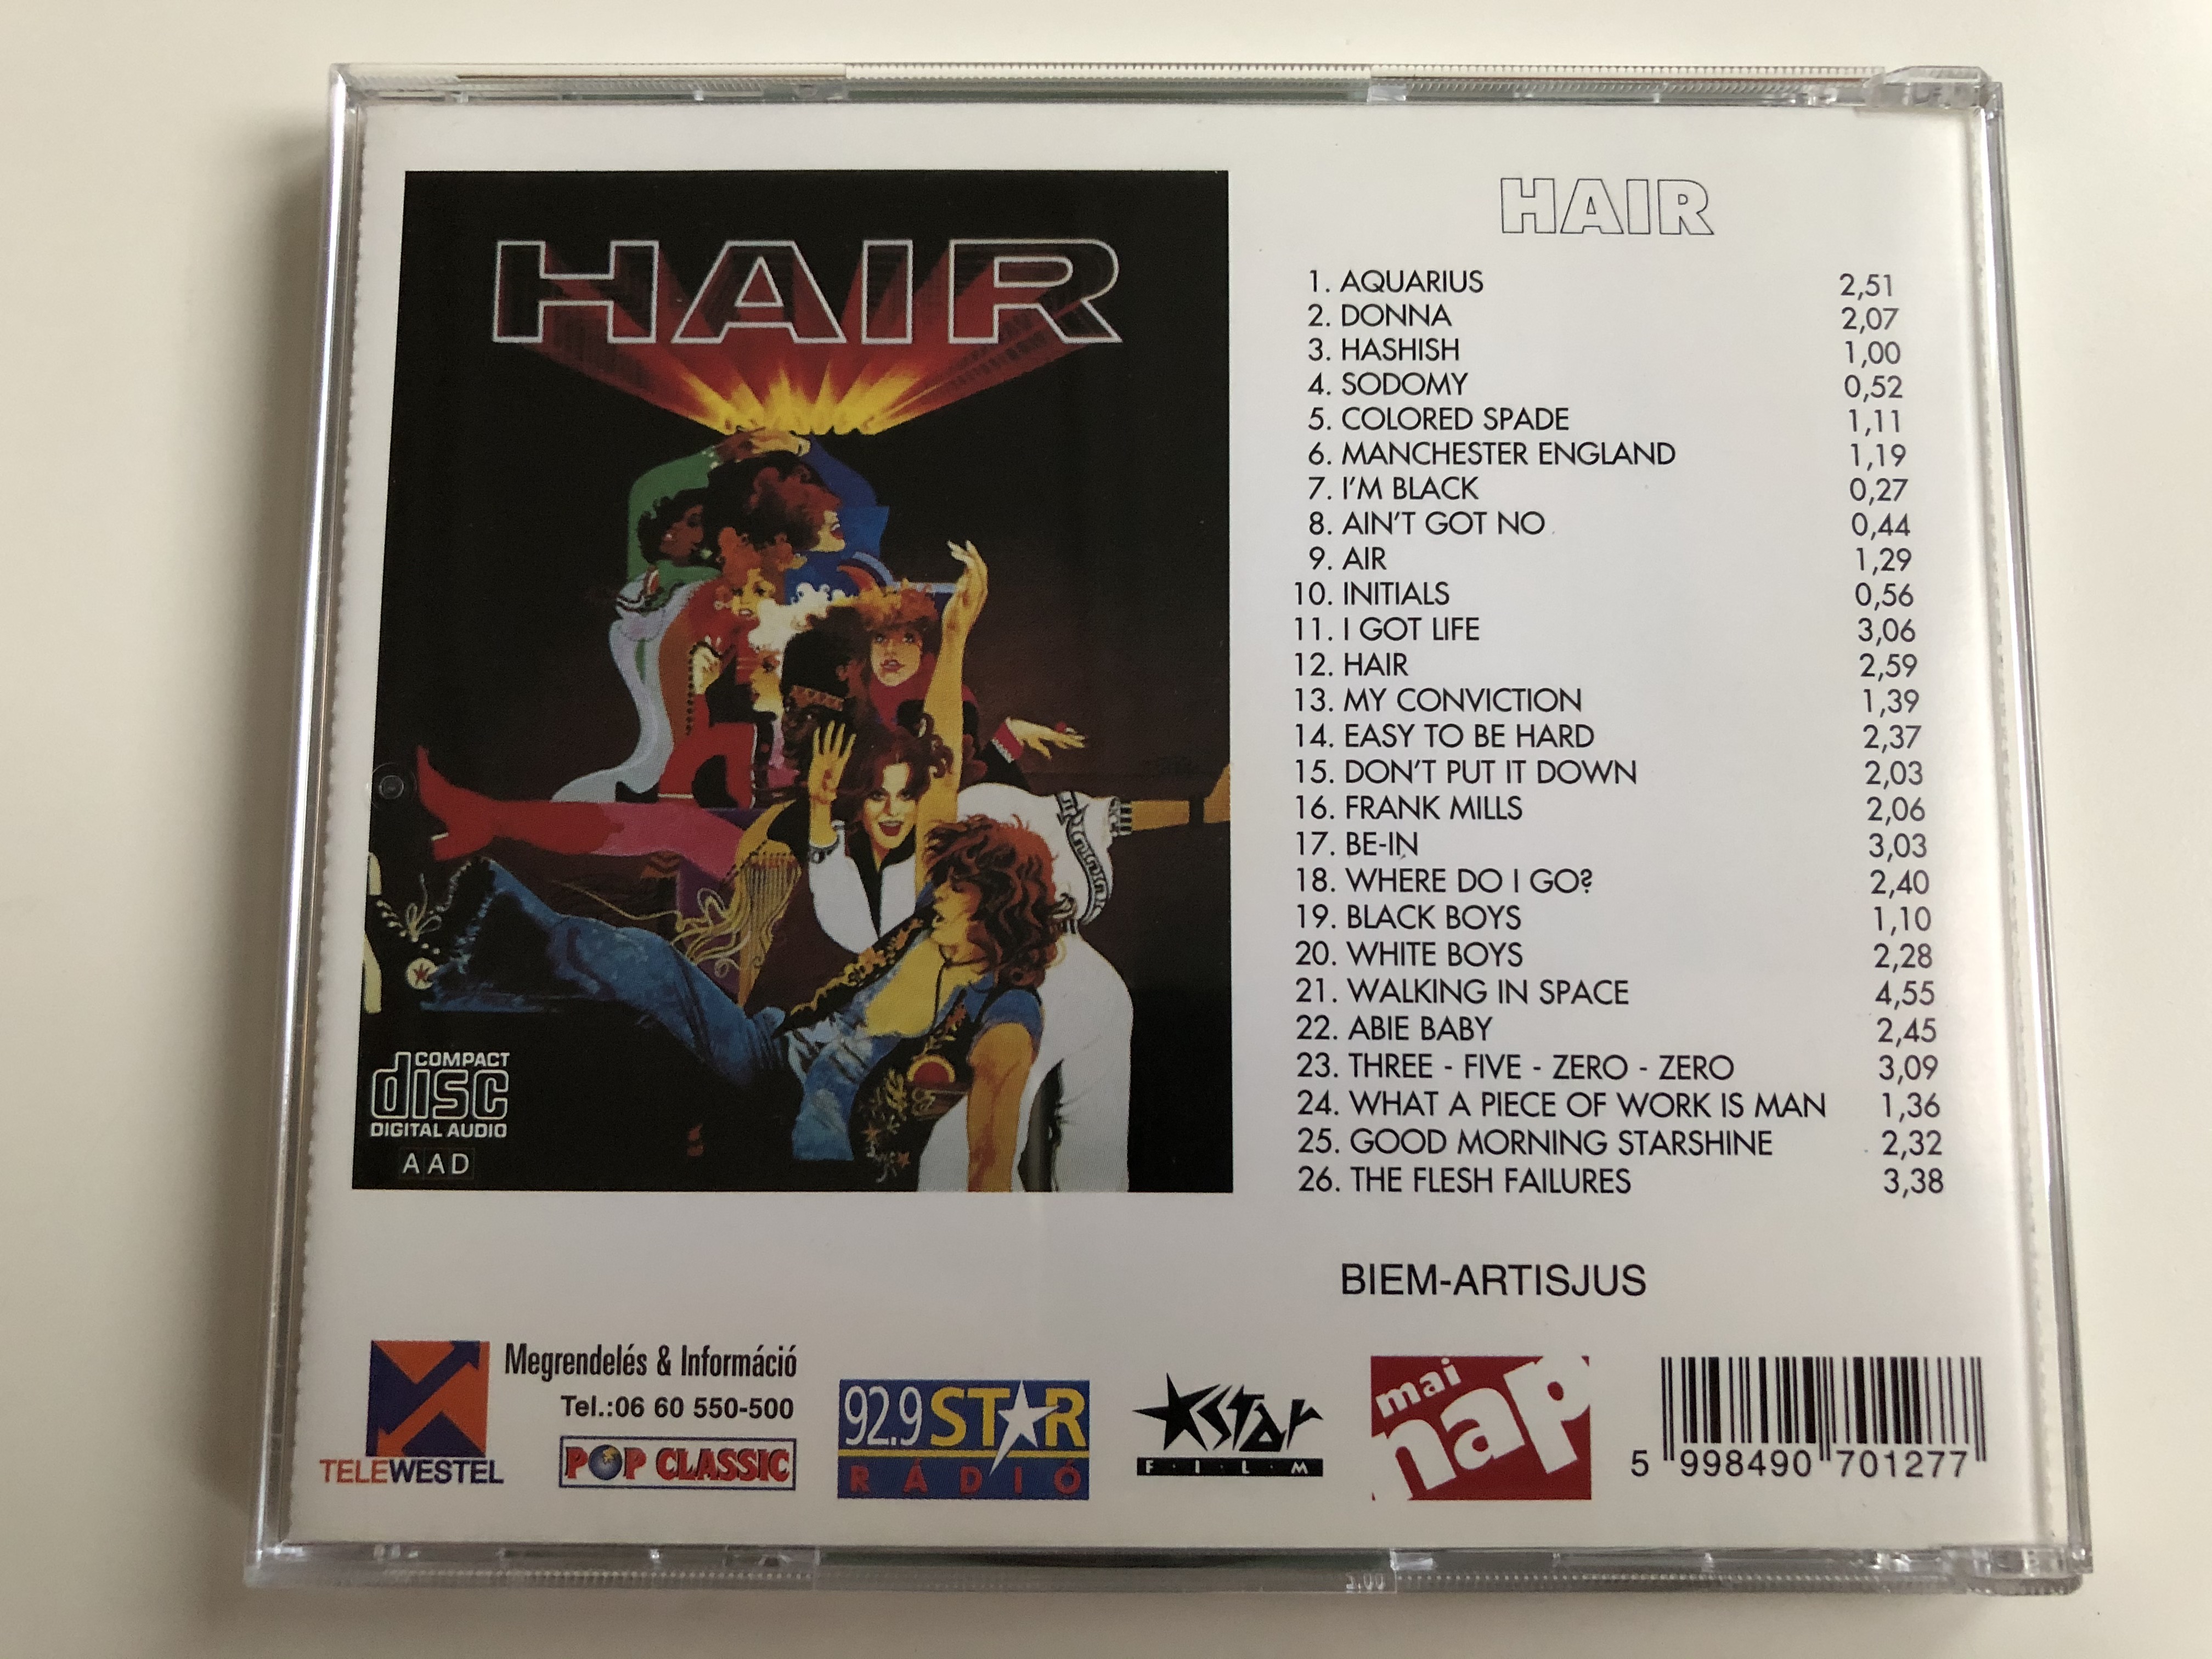 HAIR
COMPACT
disc
DIGITAL AUDIO
AAD
HAIR
1. AQUARIUS 2,51
2. DONNA 2,07
3. HASHISH 1,00
4. SODOMY 0,52
5. COLORED SPADE 1,11
6. MANCHESTER ENGLAND 1,19
7. I'M BLACK 0,27
8. AIN'T GOT NO 0,44
9. AIR 1,29
10. INITIALS 0,56
11. I GOT LIFE 3,06
12. HAIR 2,59
13. MY CONVICTION 1,39
14. EASY TO BE HARD 2,37
15. DON'T PUT IT DOWN 2,03
16. FRANK MILLS 2,06
17. BE-IN 3,03
18. WHERE DO I GO? 2,40
19. BLACK BOYS 1,10
20. WHITE BOYS 2,28
21. WALKING IN SPACE 4,55
22. ABIE BABY 2,45
23. THREE - FIVE - ZERO - ZERO 3,09
24. WHAT A PIECE OF WORK IS MAN 1,36
25. GOOD MORNING STARSHINE 2,32
26. THE FLESH FAILURES 3,38
BIEM-ARTISJUS
TELEWESTEL
Megrendelés & Információ
Tel.:06 60 550-500
POP CLASSIC
92.9 STAR
RÁDIÓ
Star
F·I·L·M
mai
nap
5 998490 701277